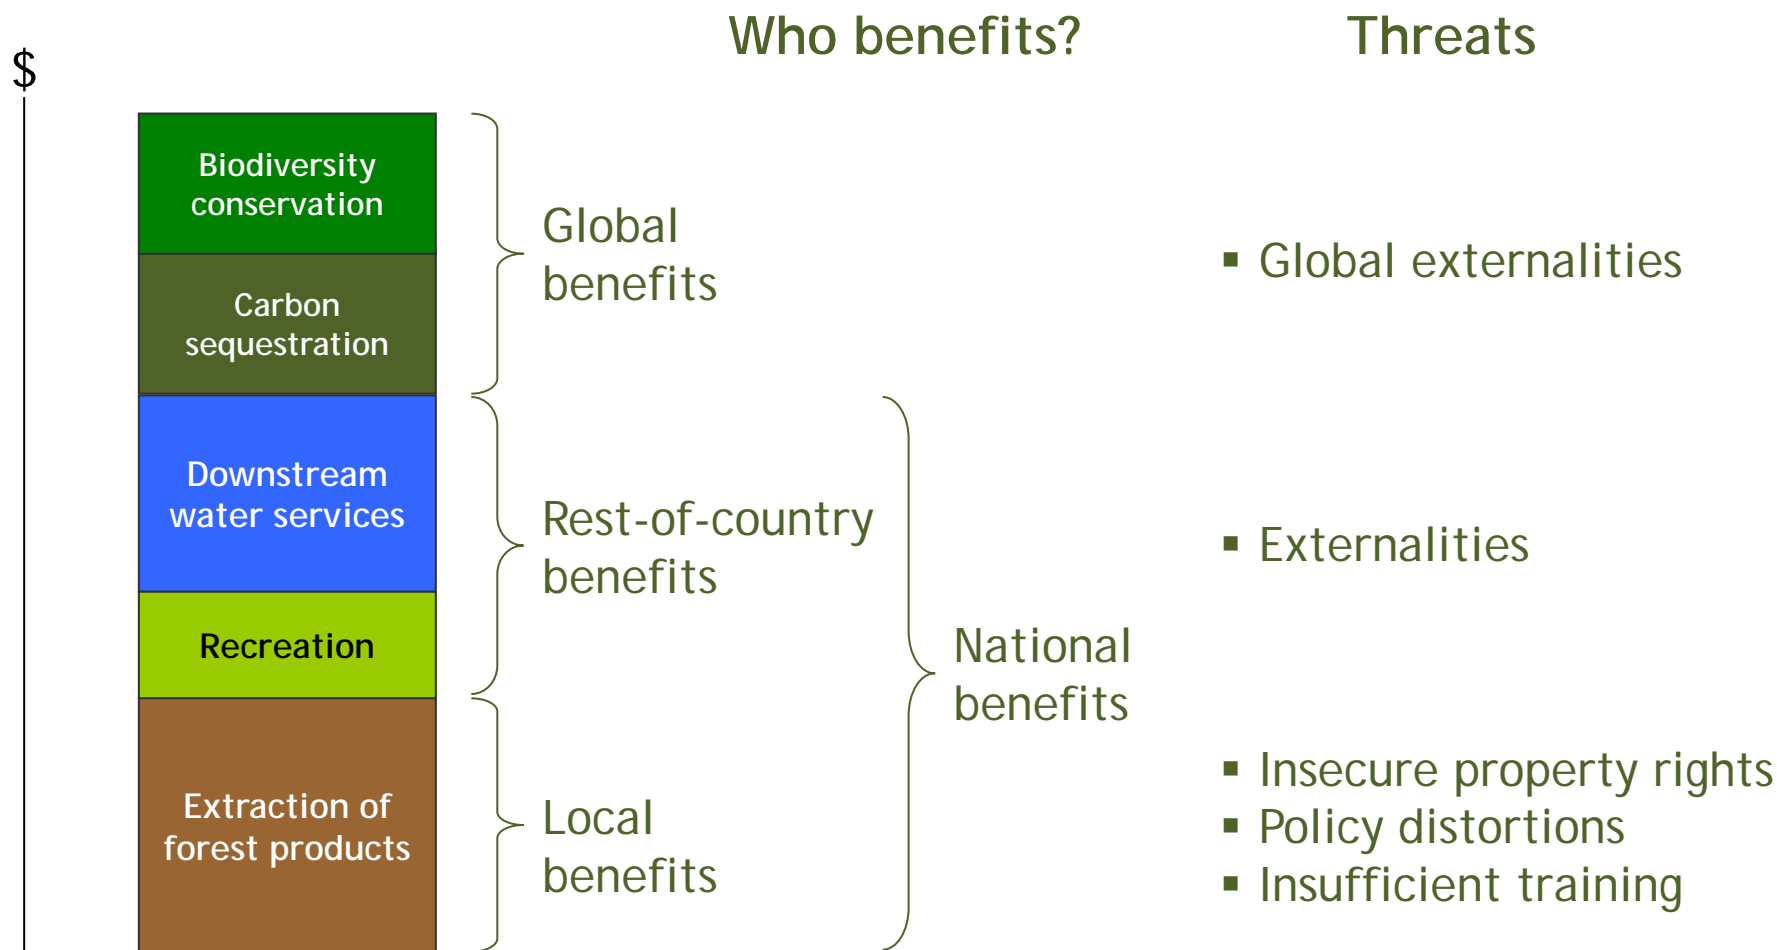 Who benefits?
Threats
$
Biodiversity
conservation
Carbon
sequestration
Global
benefits
▪ Global externalities
Downstream
water services
Recreation
Rest-of-country
benefits
▪ Externalities
National
benefits
Extraction of
forest products
Local
benefits
▪ Insecure property rights
▪ Policy distortions
▪ Insufficient training